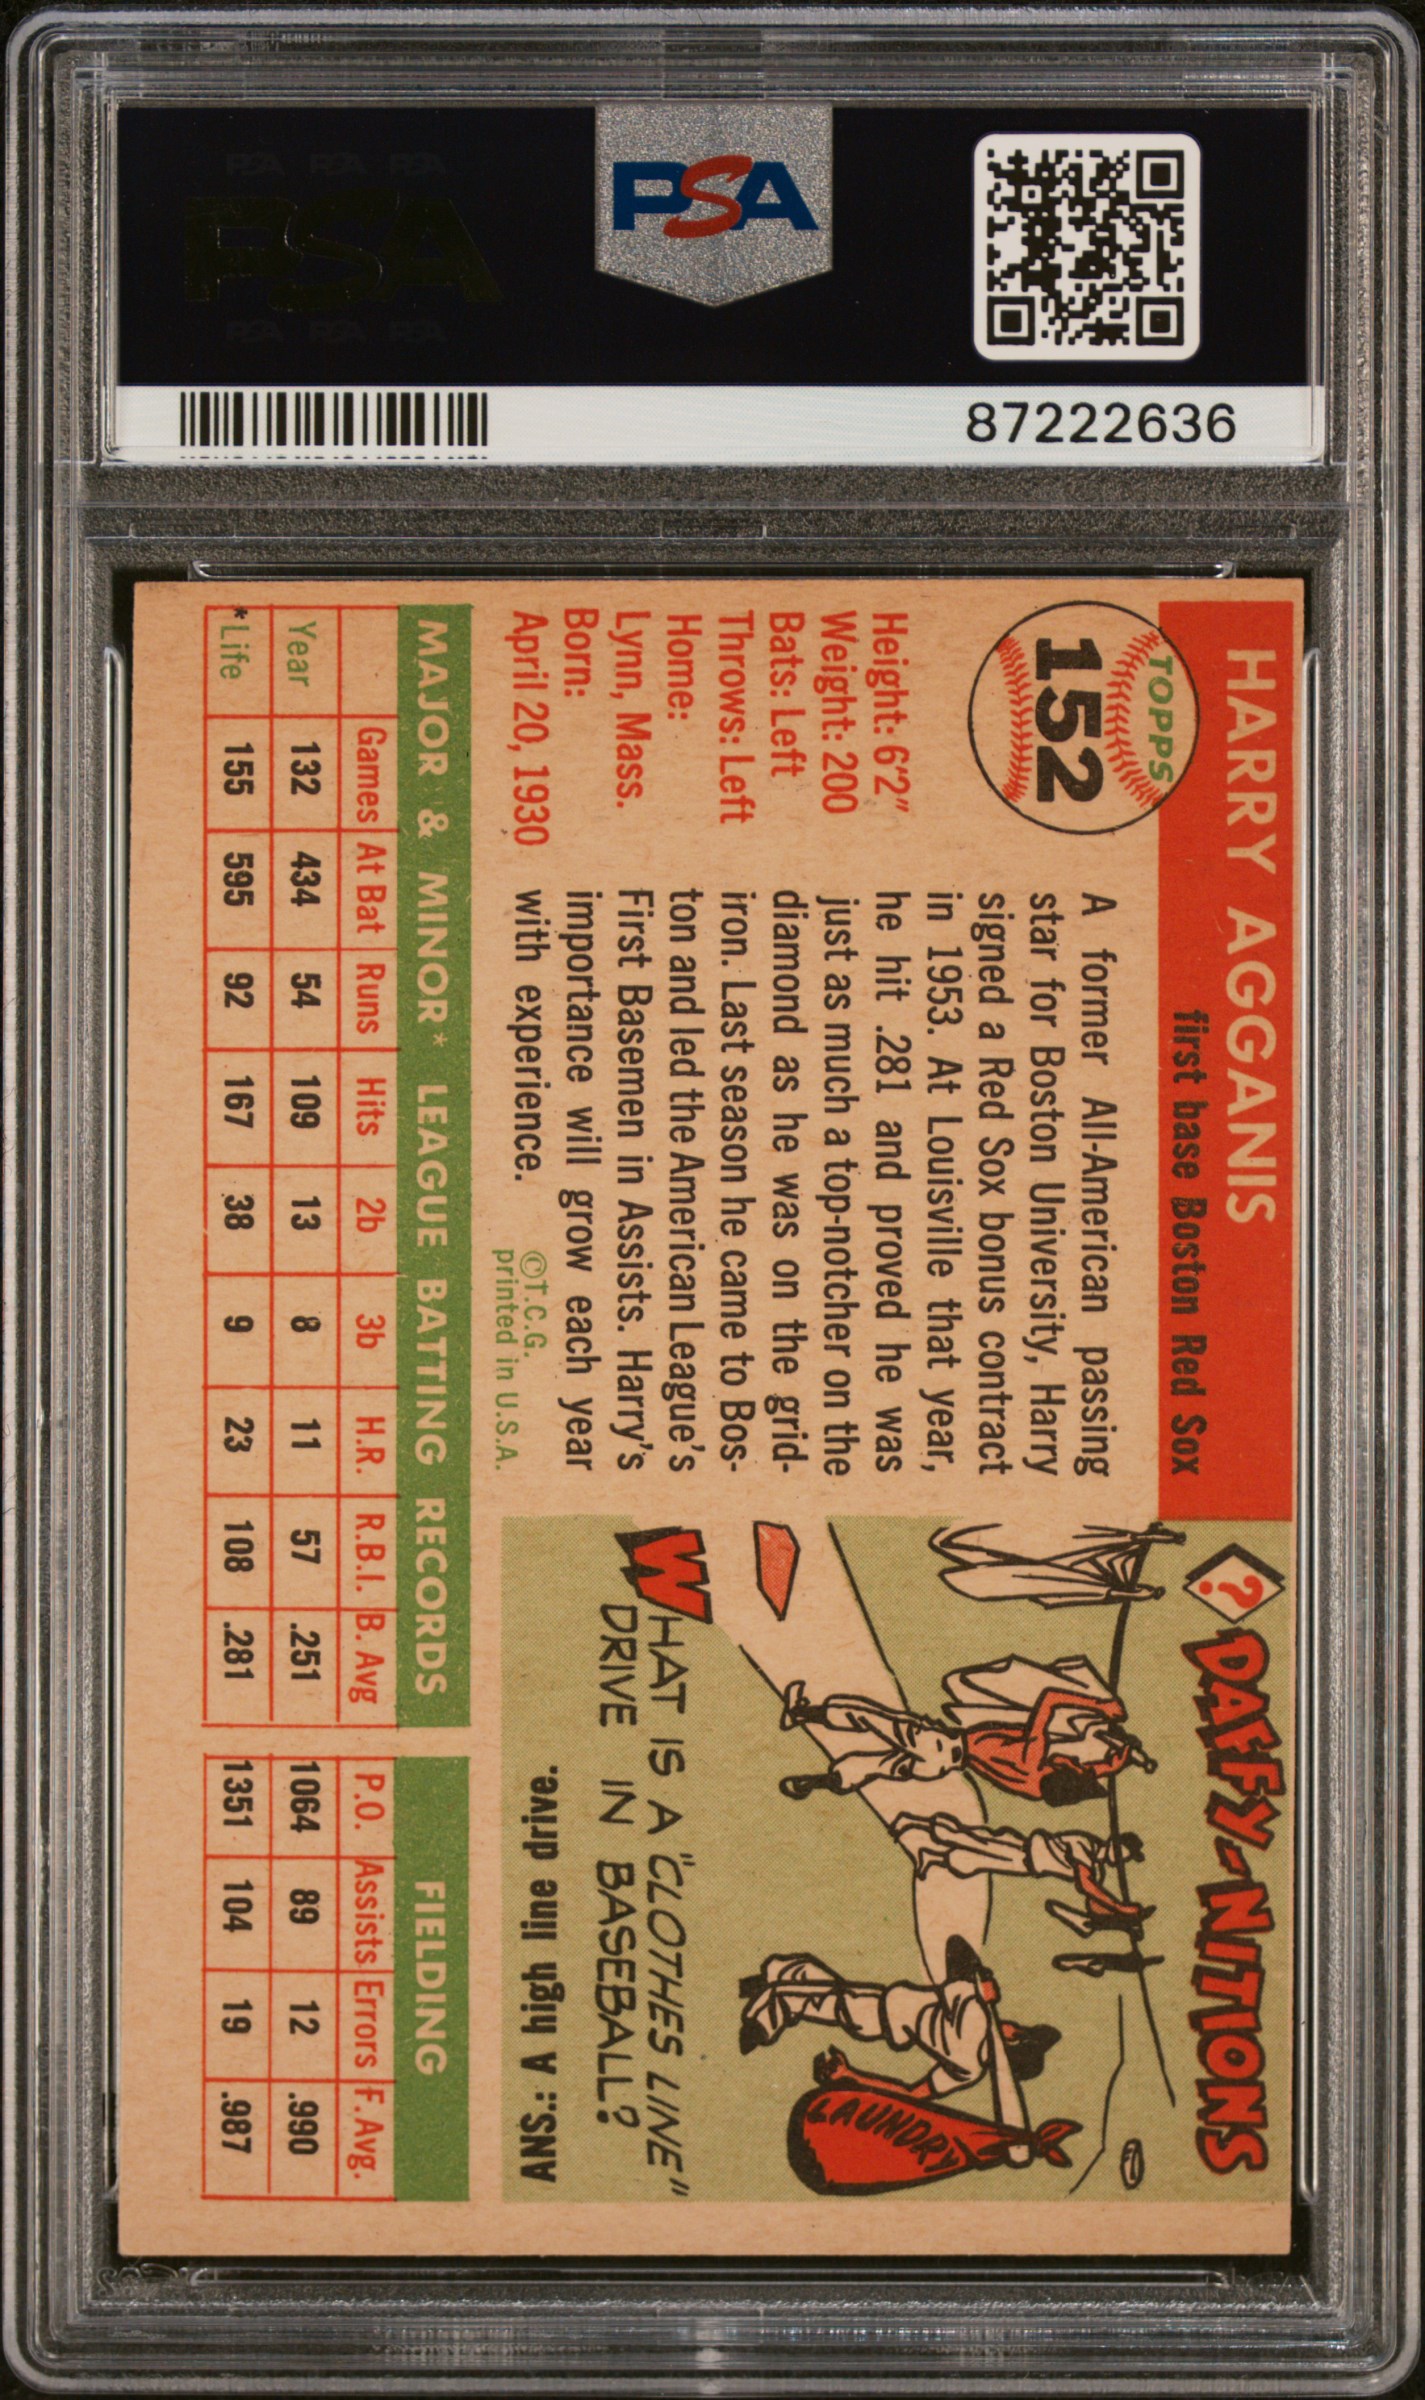 PSA PSA PSA
PSA
PSA PSA PSA
PSA
87222636
HARRY AGGANIS
first base Boston Red Sox
TOPPS
152
Height: 6'2"
Weight: 200
Bats: Left
Throws: Left
Home:
Lynn, Mass.
Born:
April 20, 1930
A former All-American passing
star for Boston University, Harry
signed a Red Sox bonus contract
in 1953. At Louisville that year,
he hit .281 and proved he was
just as much a top-notcher on the
diamond as he was on the grid-
iron. Last season he came to Bos-
ton and led the American League's
First Basemen in Assists. Harry's
importance will grow each year
with experience.
©T.C.G.
printed in U.S.A.
? DAFFY-NITIONS
LAUNDRY
WHAT IS A "CLOTHES LINE"
DRIVE IN BASEBALL?
ANS.: A high line drive.
MAJOR & MINOR* LEAGUE BATTING RECORDS FIELDING
Games At Bat Runs Hits 2b 3b H.R. R.B.I. B. Avg P.O. Assists Errors F. Avg.
Year 132 434 54 109 13 8 11 57 .251 1064 89 12 .990
*Life 155 595 92 167 38 9 23 108 .281 1351 104 19 .987